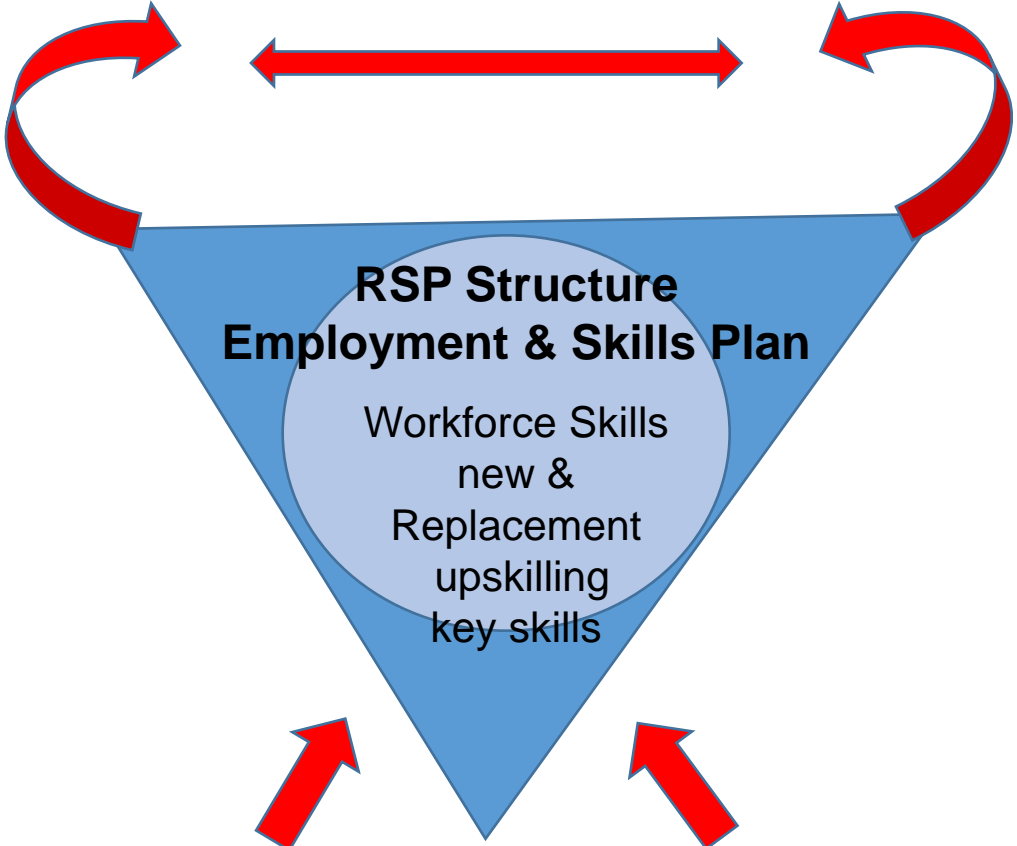 RSP Structure
Employment & Skills Plan
Workforce Skills
new &
Replacement
upskilling
key skills